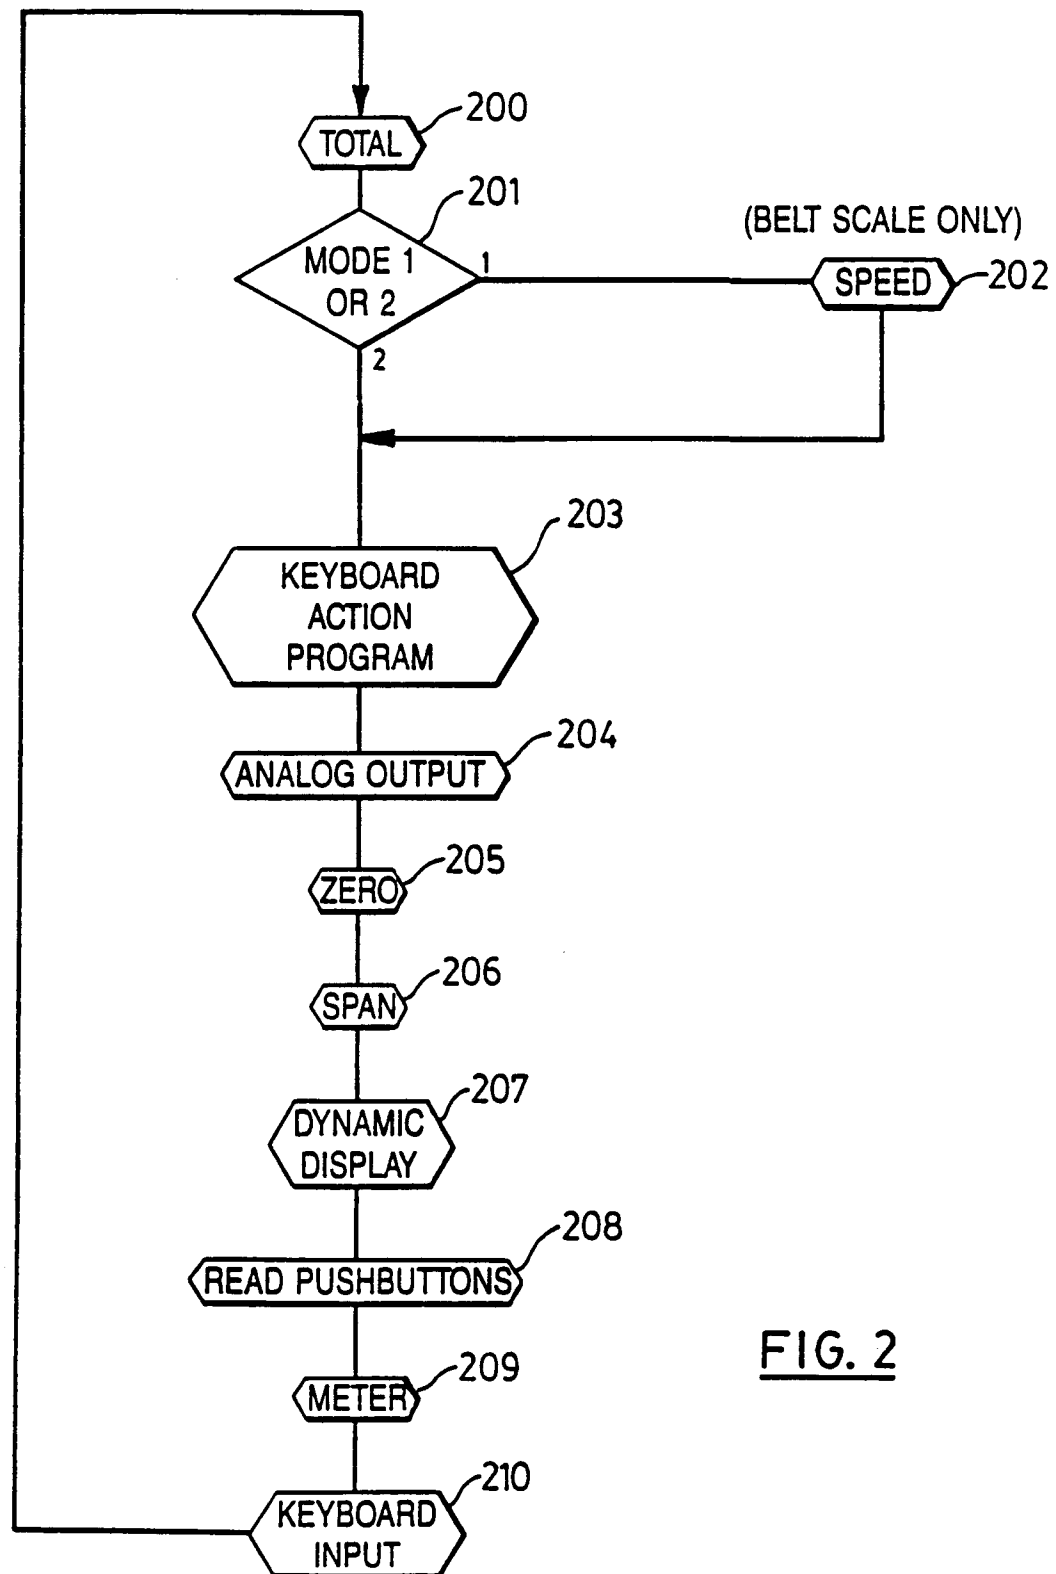 200
TOTAL
201
(BELT SCALE ONLY)
MODE 1
OR 2
1
SPEED
202
2
203
KEYBOARD
ACTION
PROGRAM
204
ANALOG OUTPUT
205
ZERO
206
SPAN
207
DYNAMIC
DISPLAY
208
READ PUSHBUTTONS
FIG. 2
209
METER
210
KEYBOARD
INPUT